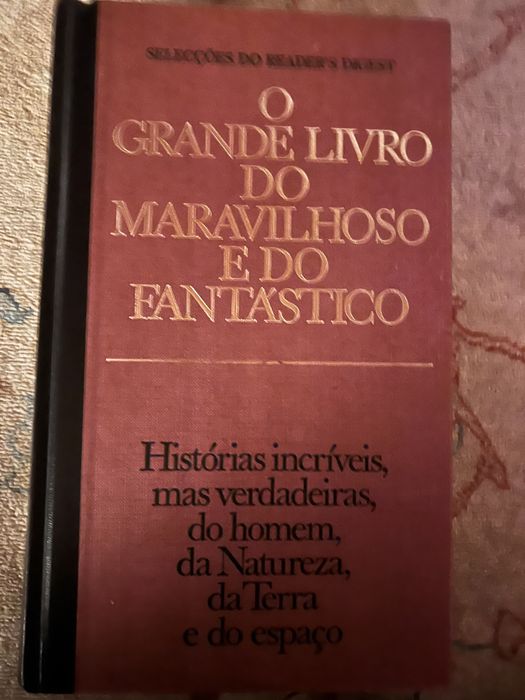 SELECÇÕES DO READER'S DIGEST
O
GRANDE LIVRO
DO
MARAVILHOSO
E DO
FANTÁSTICO
Histórias incríveis,
mas verdadeiras,
do homem,
da Natureza,
da Terra
e do espaço